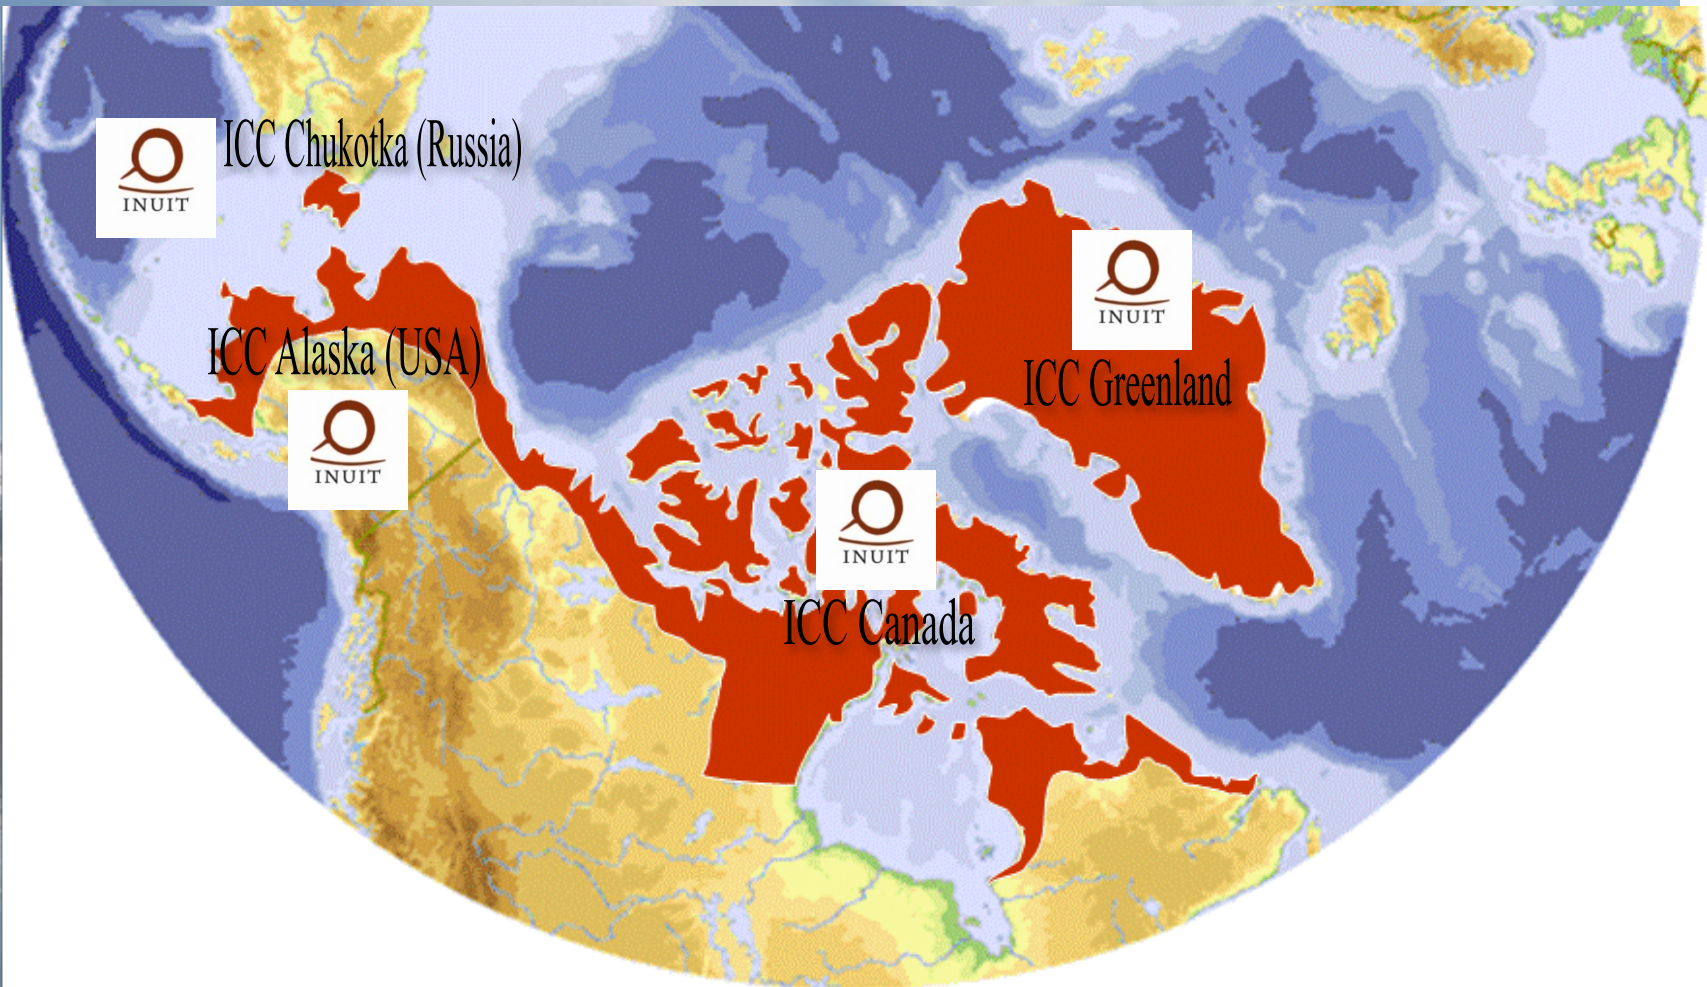 ICC Chukotka (Russia)
INUIT
INUIT
ICC Alaska (USA)
ICC Greenland
INUIT
INUIT
ICC Canada